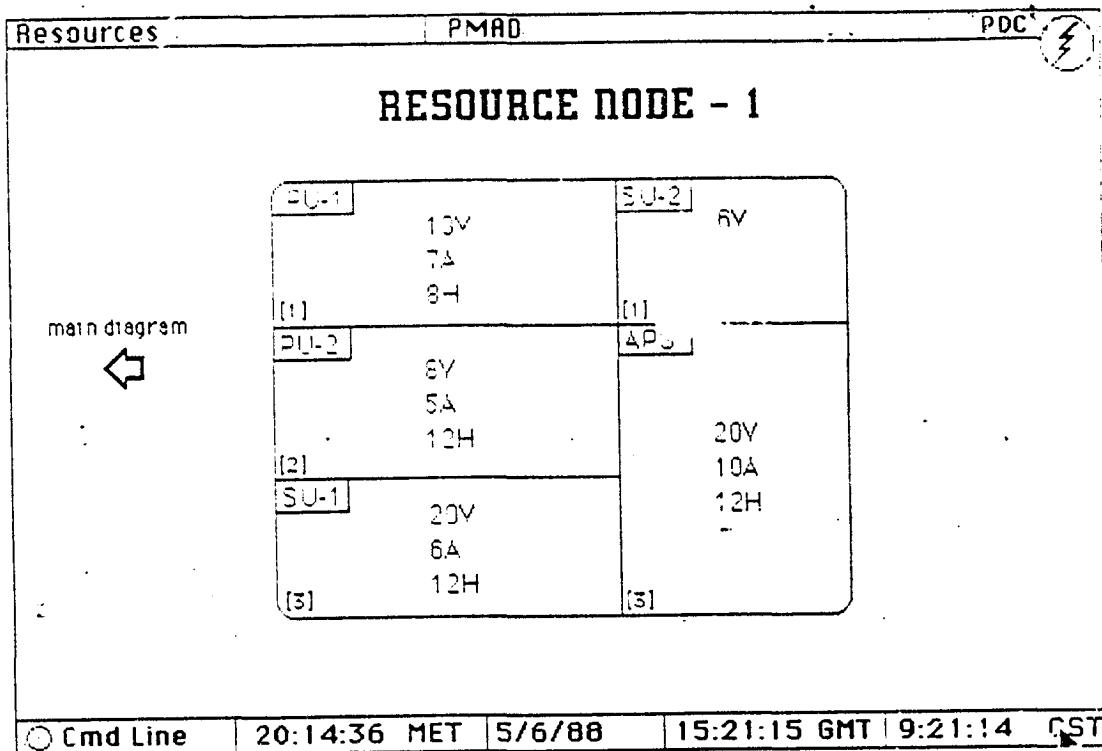 Resources PMAD PDC
RESOURCE NODE - 1
PU-1
7A
8H
[1]
SU-2
6V
[1]
main diagram
PU-2
5A
12H
[2]
APS
20V
10A
12H
[3]
SU-1
20V
6A
12H
[3]
Cmd Line 20:14:36 MET 5/6/88 15:21:15 GMT 9:21:14 CST